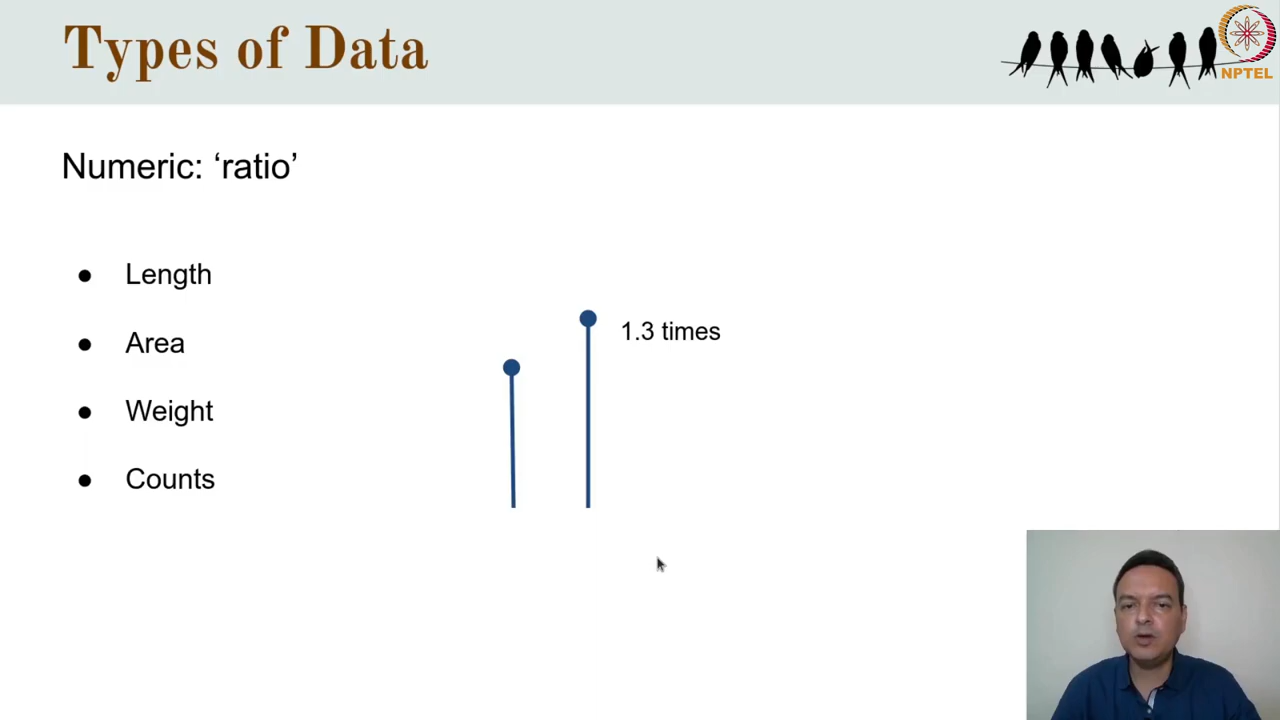 Types of Data
NPTEL
Numeric: ‘ratio’
● Length
● Area
● Weight
● Counts
1.3 times